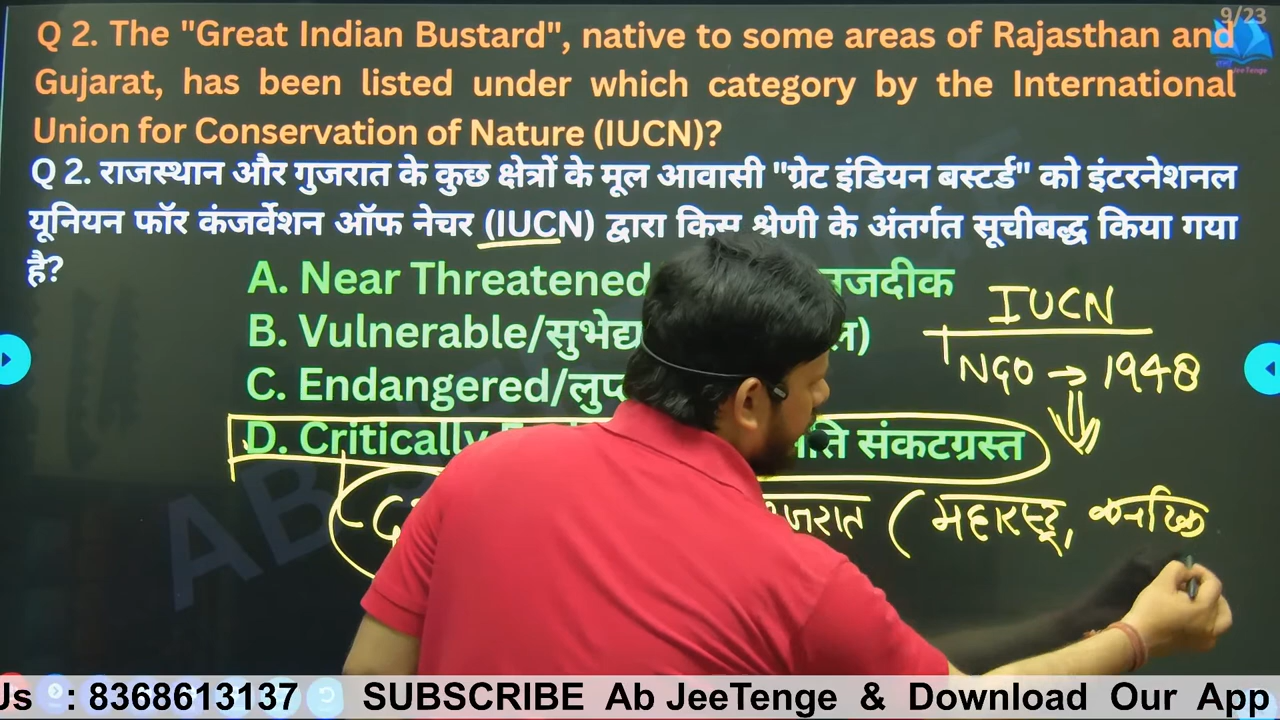 9/23
Q 2. The "Great Indian Bustard", native to some areas of Rajasthan and
Gujarat, has been listed under which category by the International
Union for Conservation of Nature (IUCN)?
Q 2. राजस्थान और गुजरात के कुछ क्षेत्रों के मूल आवासी "ग्रेट इंडियन बस्टर्ड" को इंटरनेशनल
यूनियन फॉर कंजर्वेशन ऑफ नेचर (IUCN) द्वारा किस श्रेणी के अंतर्गत सूचीबद्ध किया गया
है?
A. Near Threatened
B. Vulnerable/सुभेद्य
C. Endangered/
D. Critically संकटग्रस्त
IUCN
NGO → 1948
Us : 8368613137 SUBSCRIBE Ab JeeTenge & Download Our App